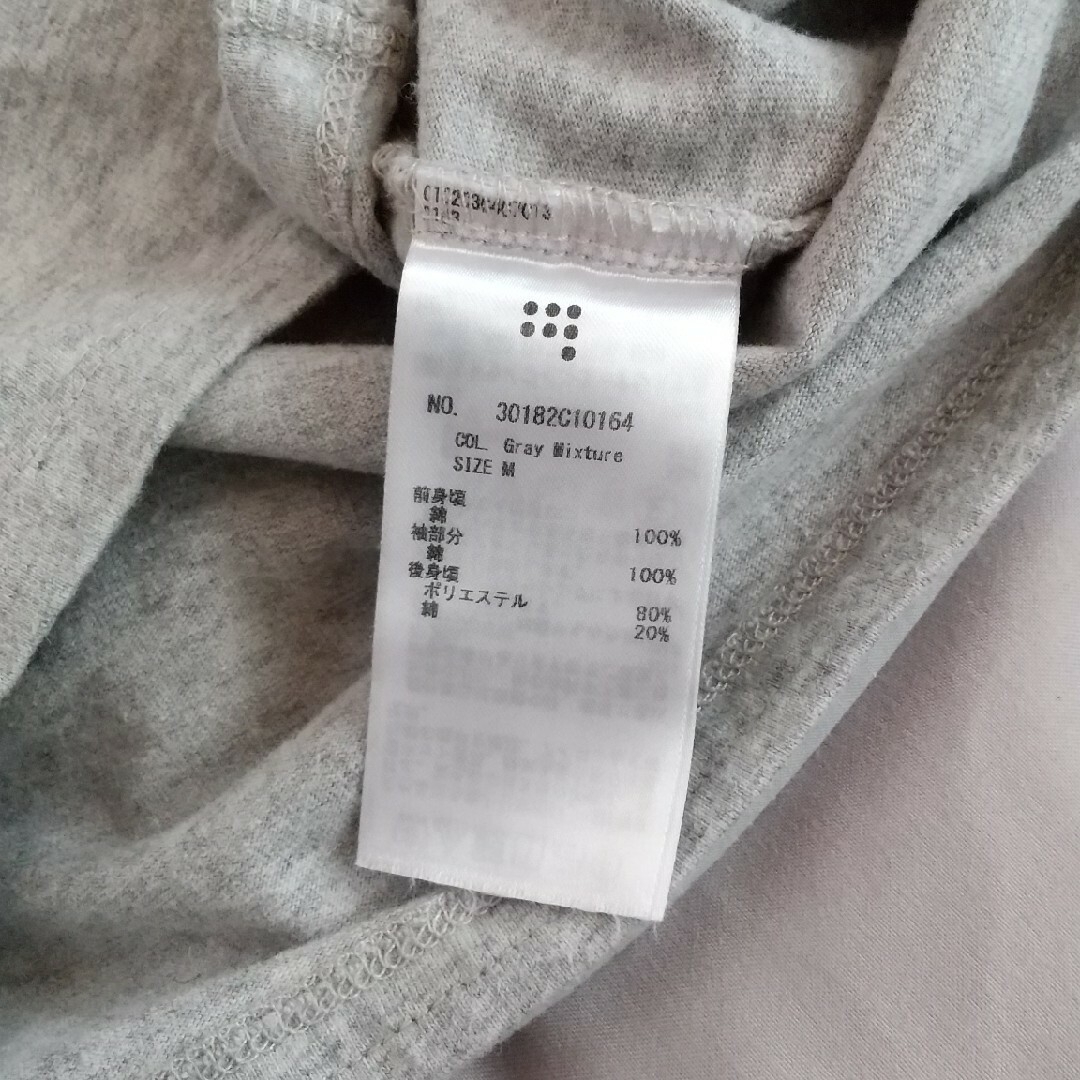 NO. 30182C10164
COL. Gray Mixture
SIZE M
前身頃
綿 100%
袖部分
綿 100%
後身頃
ポリエステル 80%
綿 20%